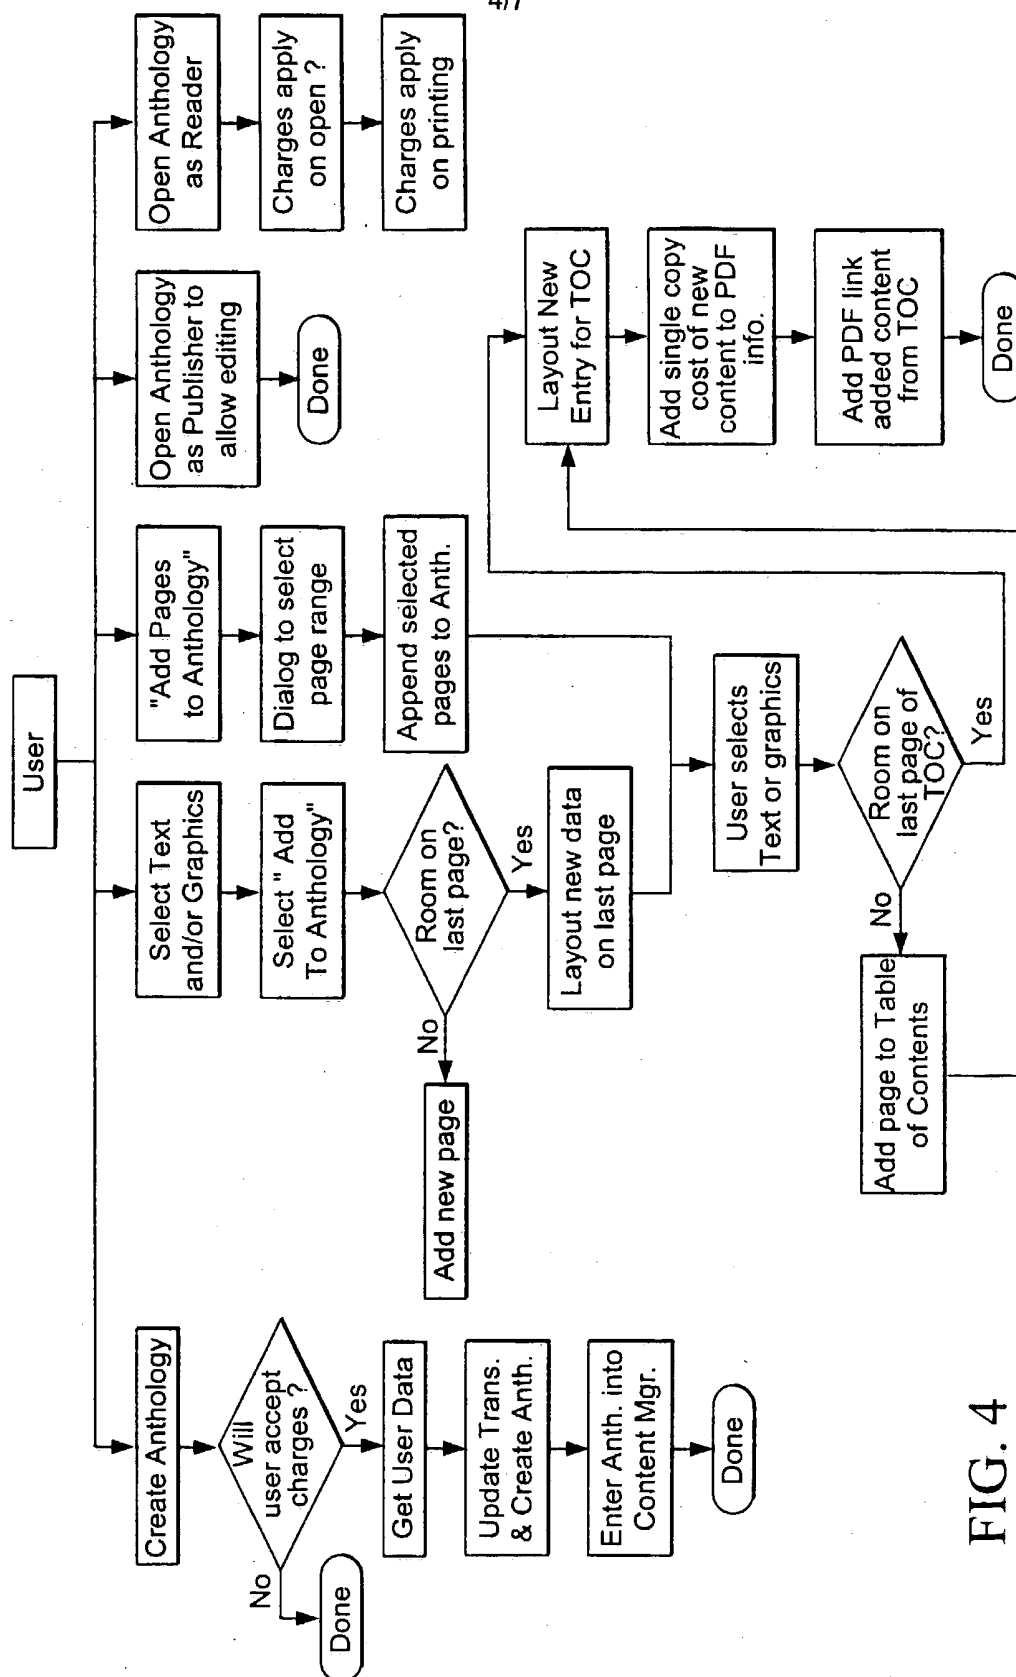 4/7
User
Create Anthology
Will
user accept
charges ?
No
Done
Yes
Get User Data
Update Trans.
& Create Anth.
Enter Anth. into
Content Mgr.
Done
Select Text
and/or Graphics
Select " Add
To Anthology"
Room on
last page?
No
Add new page
Yes
Layout new data
on last page
"Add Pages
to Anthology"
Dialog to select
page range
Append selected
pages to Anth.
User selects
Text or graphics
Room on
last page of
TOC?
No
Add page to Table
of Contents
Yes
Layout New
Entry for TOC
Add single copy
cost of new
content to PDF
info.
Add PDF link
added content
from TOC
Done
Open Anthology
as Publisher to
allow editing
Done
Open Anthology
as Reader
Charges apply
on open ?
Charges apply
on printing
FIG. 4